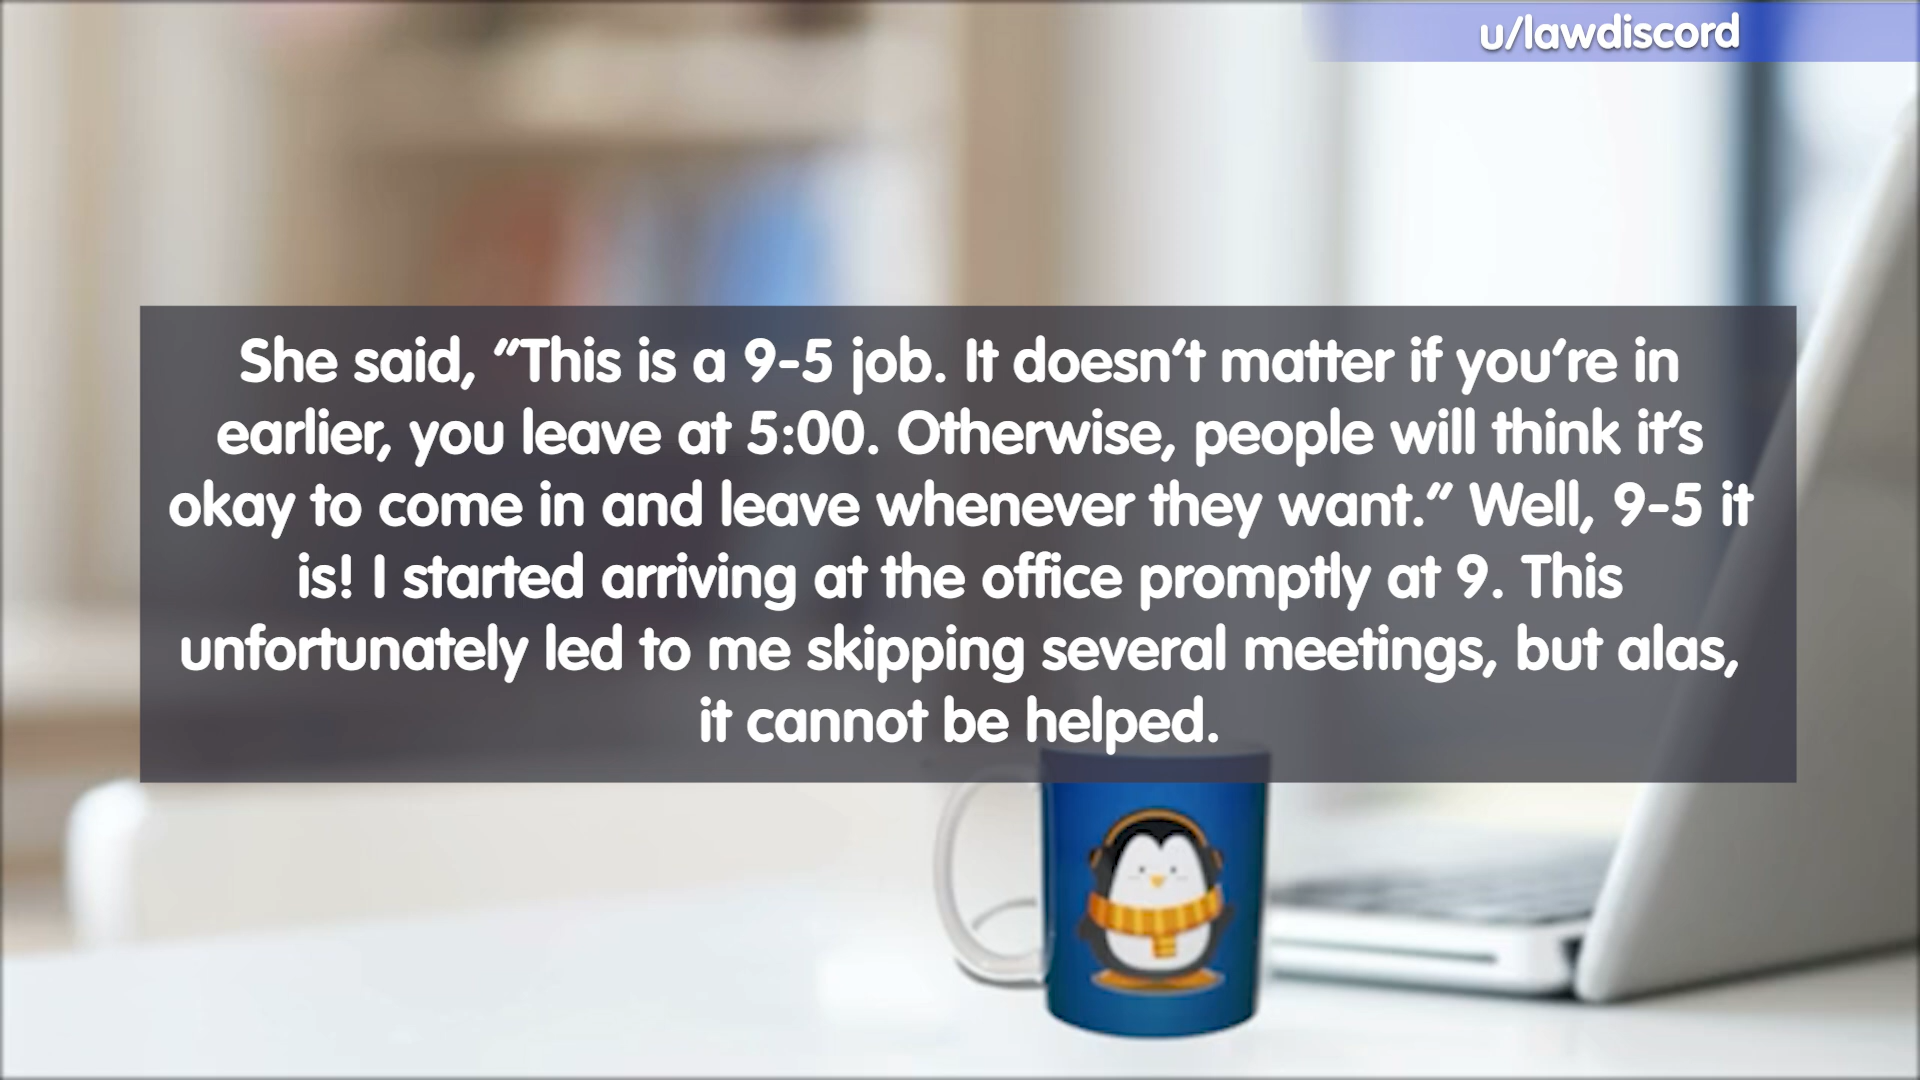 u/lawdiscord
She said, “This is a 9-5 job. It doesn’t matter if you’re in
earlier, you leave at 5:00. Otherwise, people will think it’s
okay to come in and leave whenever they want.” Well, 9-5 it
is! I started arriving at the office promptly at 9. This
unfortunately led to me skipping several meetings, but alas,
it cannot be helped.